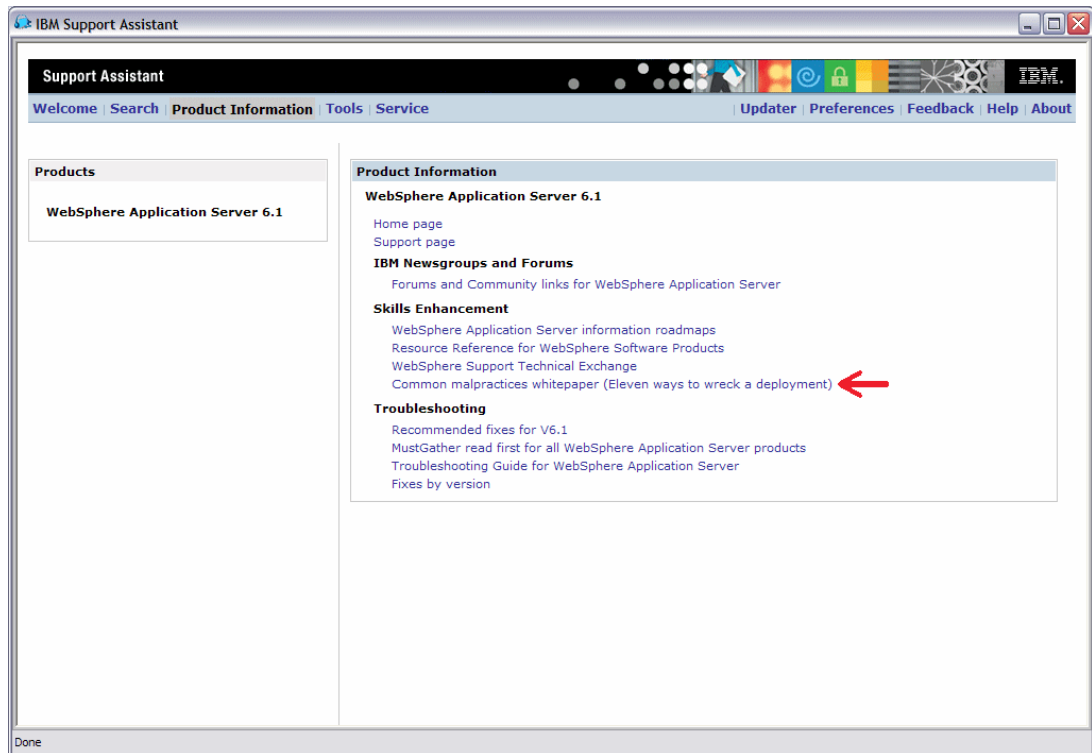 IBM Support Assistant
Support Assistant
IBM.
Welcome | Search | Product Information | Tools | Service
| Updater | Preferences | Feedback | Help | About
Products
WebSphere Application Server 6.1
Product Information
WebSphere Application Server 6.1
Home page
Support page
IBM Newsgroups and Forums
Forums and Community links for WebSphere Application Server
Skills Enhancement
WebSphere Application Server information roadmaps
Resource Reference for WebSphere Software Products
WebSphere Support Technical Exchange
Common malpractices whitepaper (Eleven ways to wreck a deployment)
Troubleshooting
Recommended fixes for V6.1
MustGather read first for all WebSphere Application Server products
Troubleshooting Guide for WebSphere Application Server
Fixes by version
Done